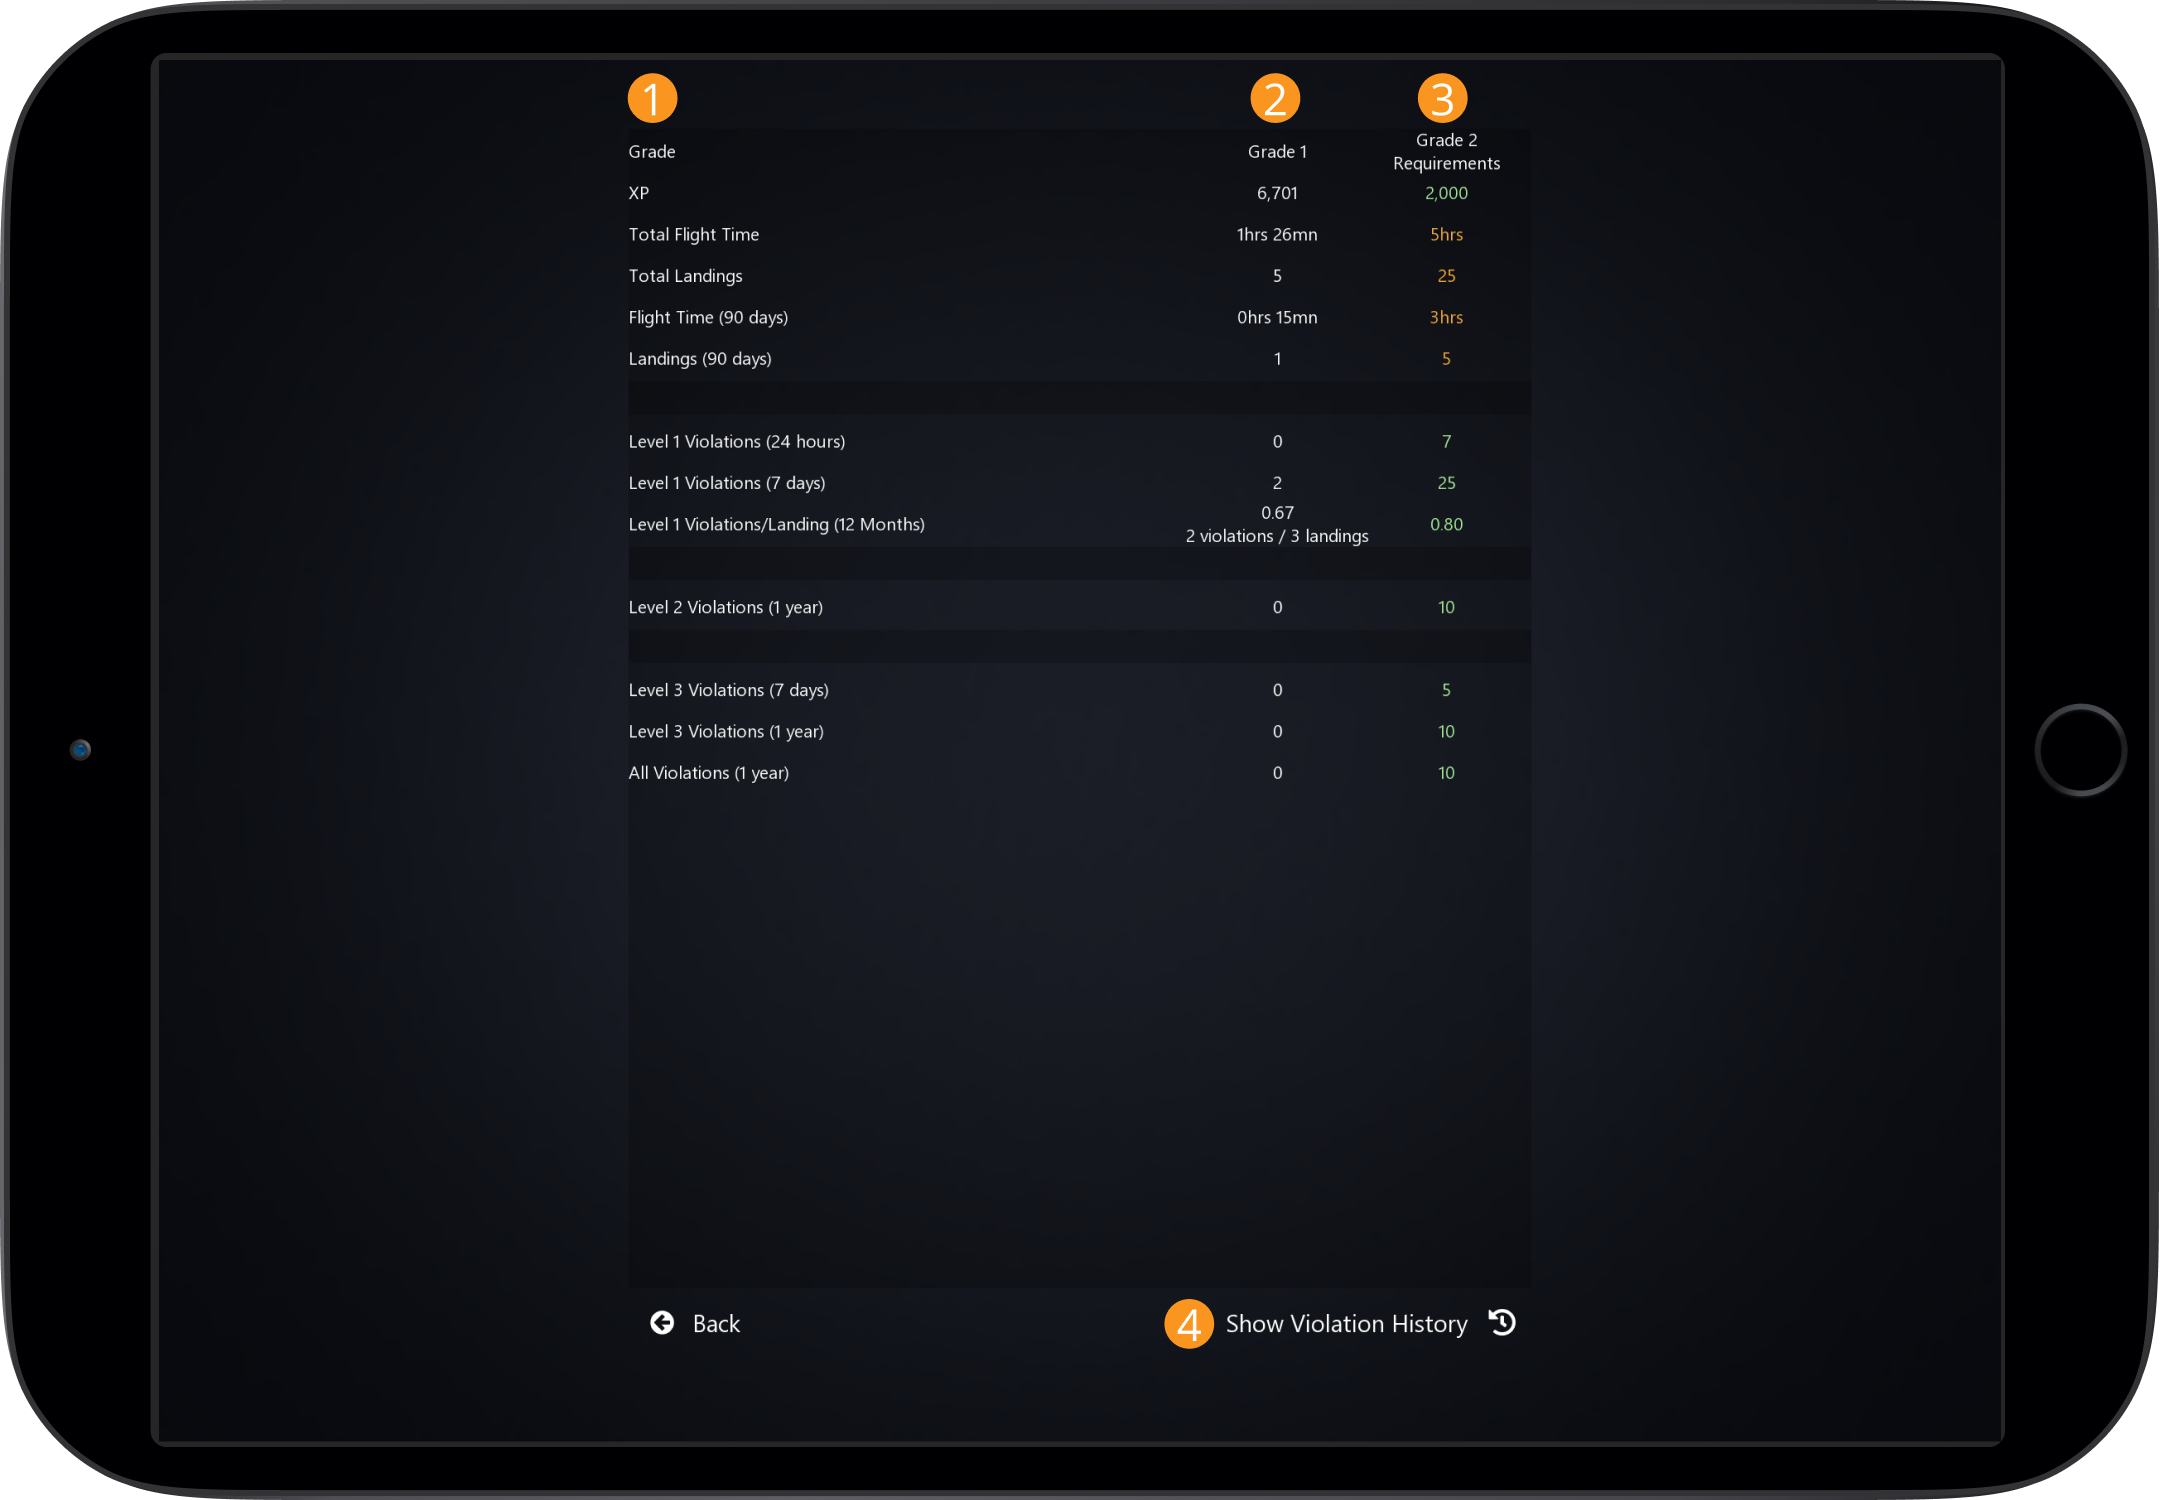 1 2 3
Grade Grade 1 Grade 2
Requirements
XP 6,701 2,000
Total Flight Time 1hrs 26mn 5hrs
Total Landings 5 25
Flight Time (90 days) 0hrs 15mn 3hrs
Landings (90 days) 1 5
Level 1 Violations (24 hours) 0 7
Level 1 Violations (7 days) 2 25
Level 1 Violations/Landing (12 Months) 0.67 0.80
2 violations / 3 landings
Level 2 Violations (1 year) 0 10
Level 3 Violations (7 days) 0 5
Level 3 Violations (1 year) 0 10
All Violations (1 year) 0 10
Back 4 Show Violation History